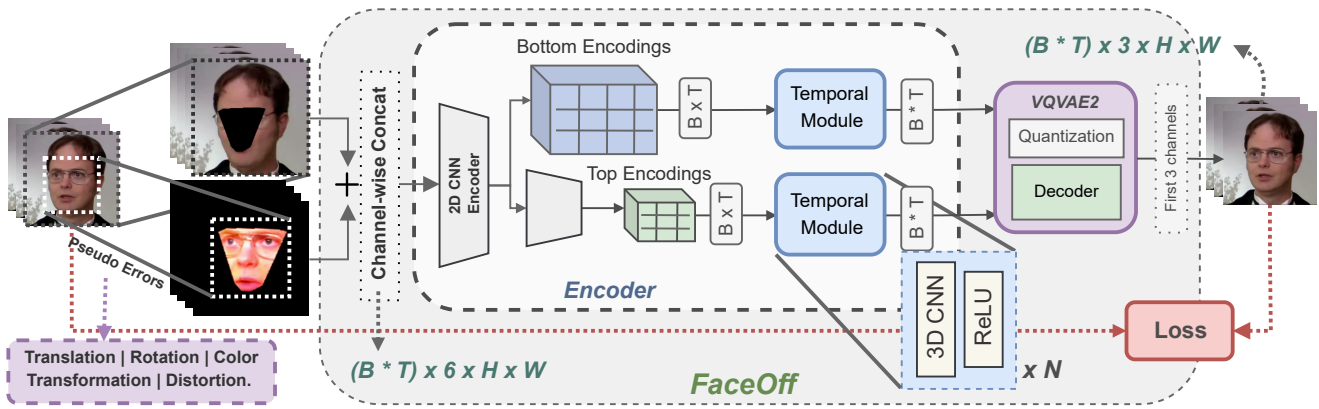 Pseudo Errors
Translation | Rotation | Color
Transformation | Distortion.
+
Channel-wise Concat
(B * T) x 6 x H x W
2D CNN
Encoder
Bottom Encodings
B x T
Temporal
Module
B * T
Top Encodings
B x T
Temporal
Module
B * T
Encoder
3D CNN
ReLU
x N
FaceOff
VQVAE2
Quantization
Decoder
First 3 channels
(B * T) x 3 x H x W
Loss